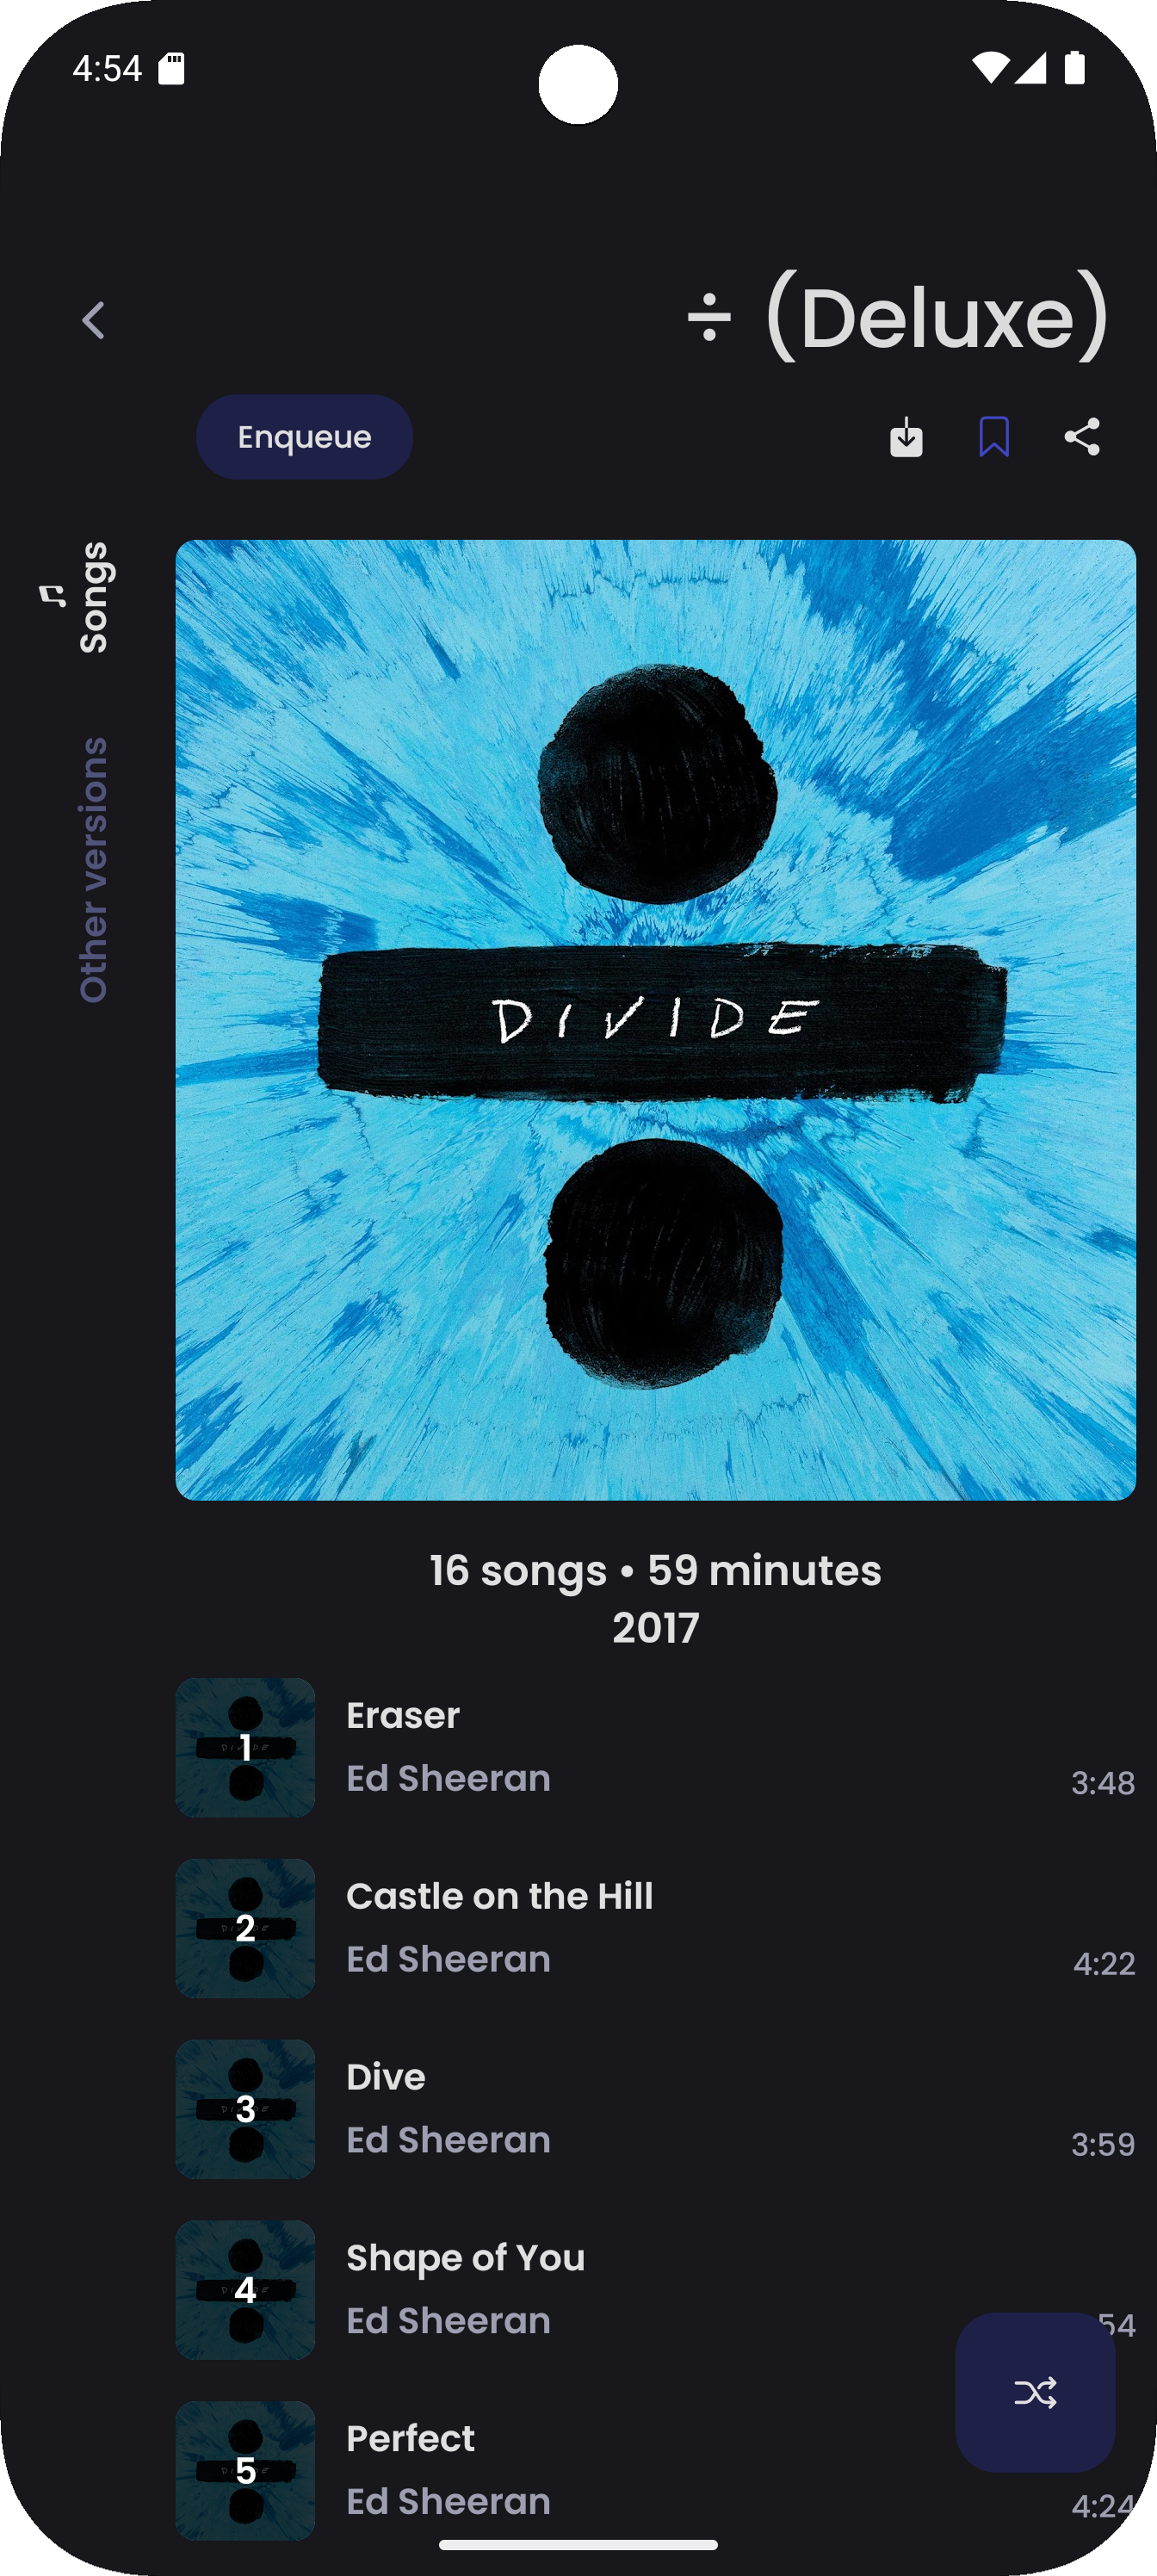 4:54
÷ (Deluxe)
Enqueue
Songs
Other versions
DIVIDE
16 songs • 59 minutes
2017
1
Eraser
Ed Sheeran
3:48
2
Castle on the Hill
Ed Sheeran
4:22
3
Dive
Ed Sheeran
3:59
4
Shape of You
Ed Sheeran
54
5
Perfect
Ed Sheeran
4:24